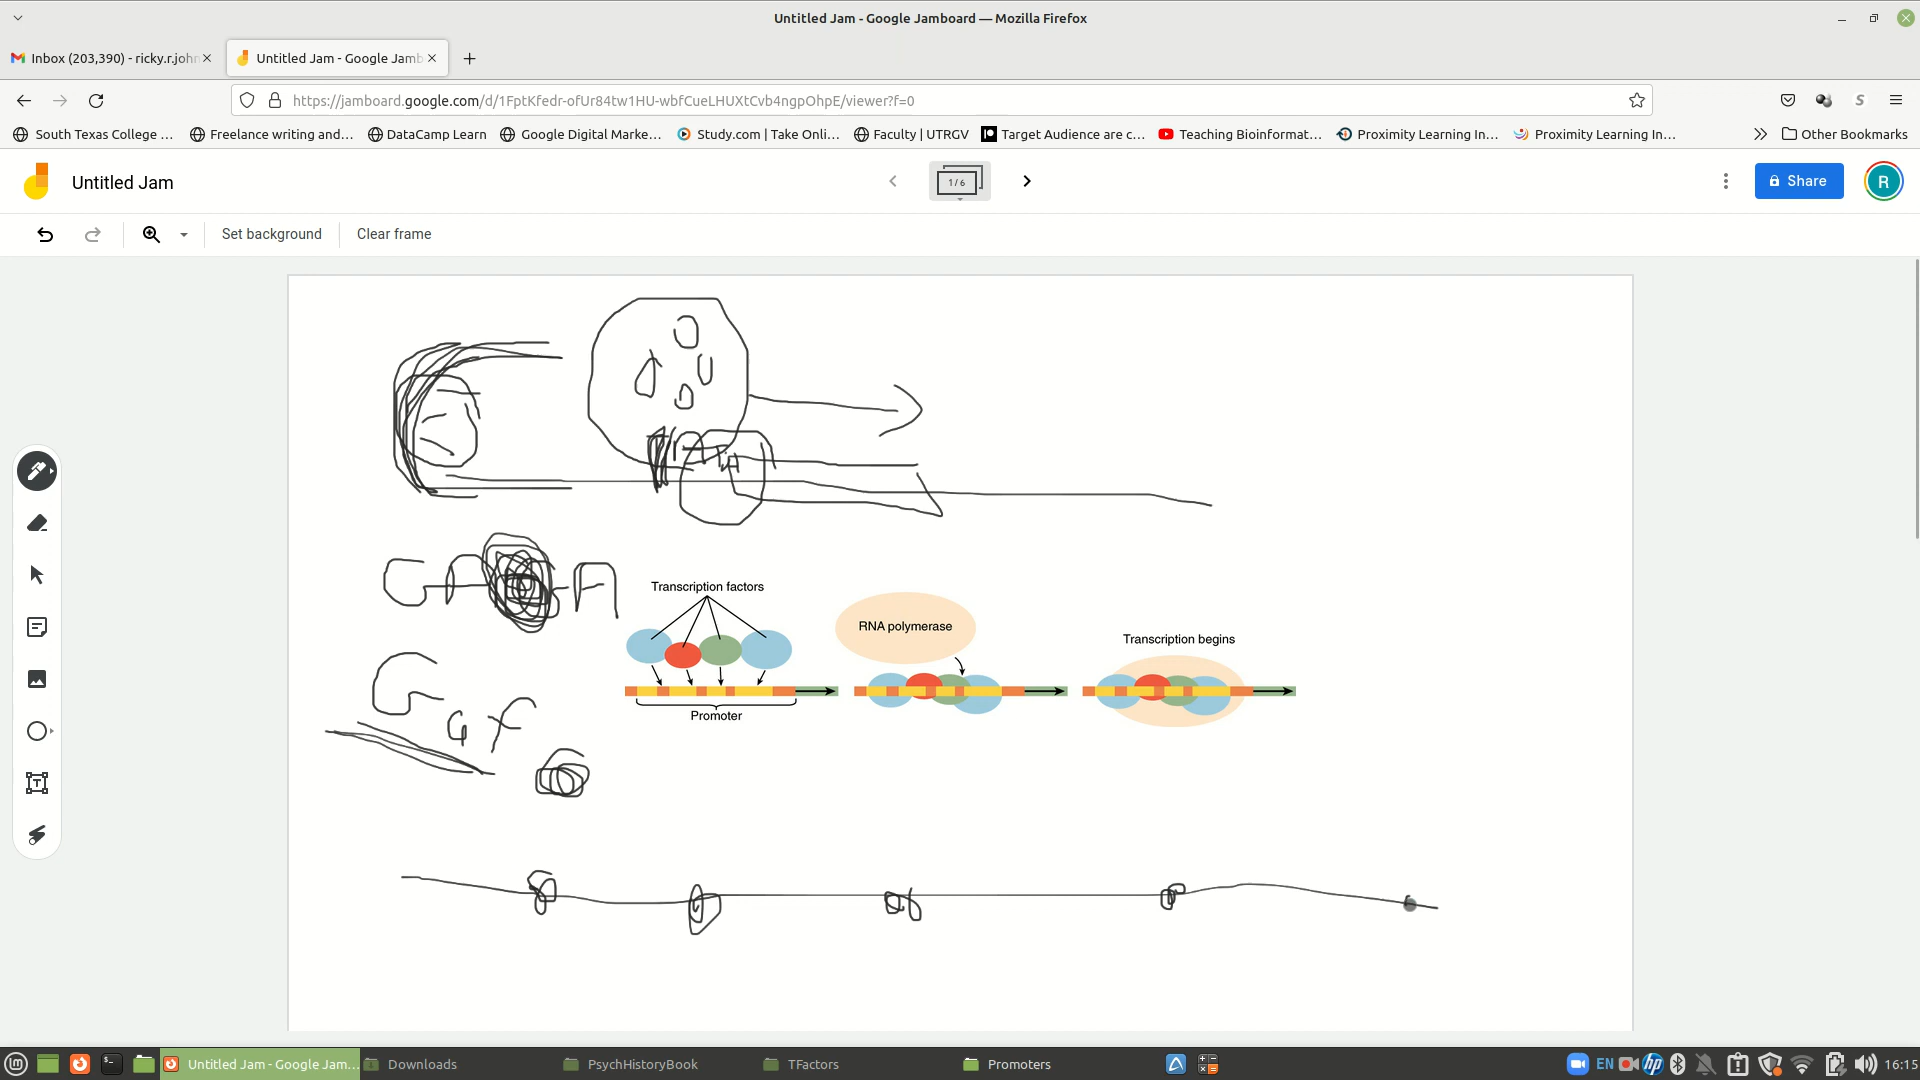 Untitled Jam - Google Jamboard — Mozilla Firefox
Inbox (203,390) - ricky.r.john
Untitled Jam - Google Jamb
https://jamboard.google.com/d/1FptKfedr-ofUr84tw1HU-wbfCueLHUXtCvb4ngpOhpE/viewer?f=0
South Texas College ... Freelance writing and... DataCamp Learn Google Digital Marke... Study.com | Take Onli... Faculty | UTRGV Target Audience are c... Teaching Bioinformat... Proximity Learning In... Proximity Learning In... Other Bookmarks
Untitled Jam
1 / 6
Share
R
Set background Clear frame
Transcription factors
RNA polymerase
Transcription begins
Promoter
Untitled Jam - Google Jam... Downloads PsychHistoryBook TFactors Promoters EN 16:15